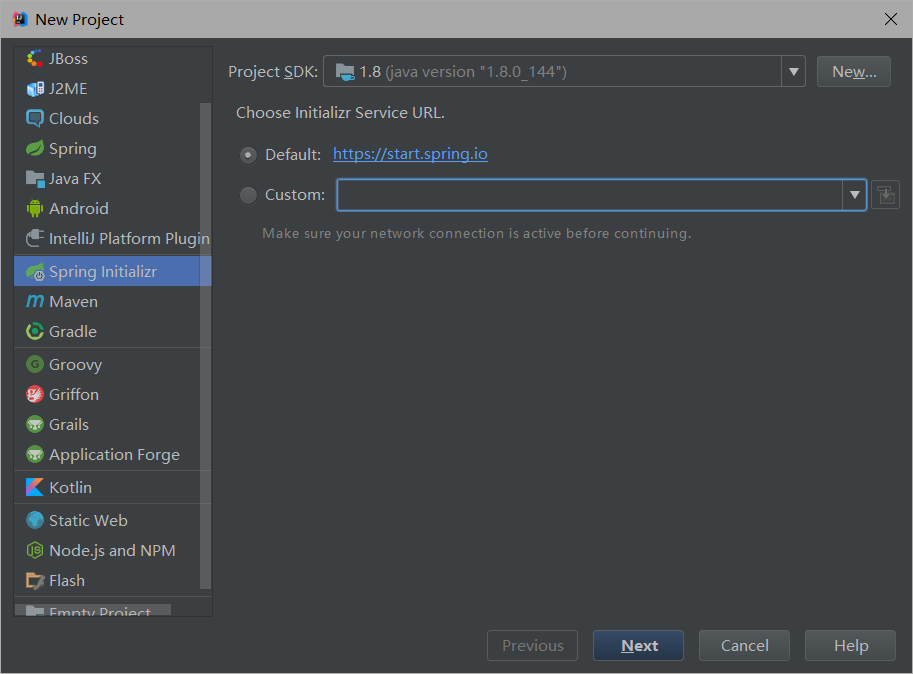 New Project
JBoss
J2ME
Clouds
Spring
Java FX
Android
IntelliJ Platform Plugin
Spring Initializr
Maven
Gradle
Groovy
Griffon
Grails
Application Forge
Kotlin
Static Web
Node.js and NPM
Flash
Empty Project
Project SDK: 1.8 (java version "1.8.0_144") New...
Choose Initializr Service URL.
Default: https://start.spring.io
Custom:
Make sure your network connection is active before continuing.
Previous Next Cancel Help